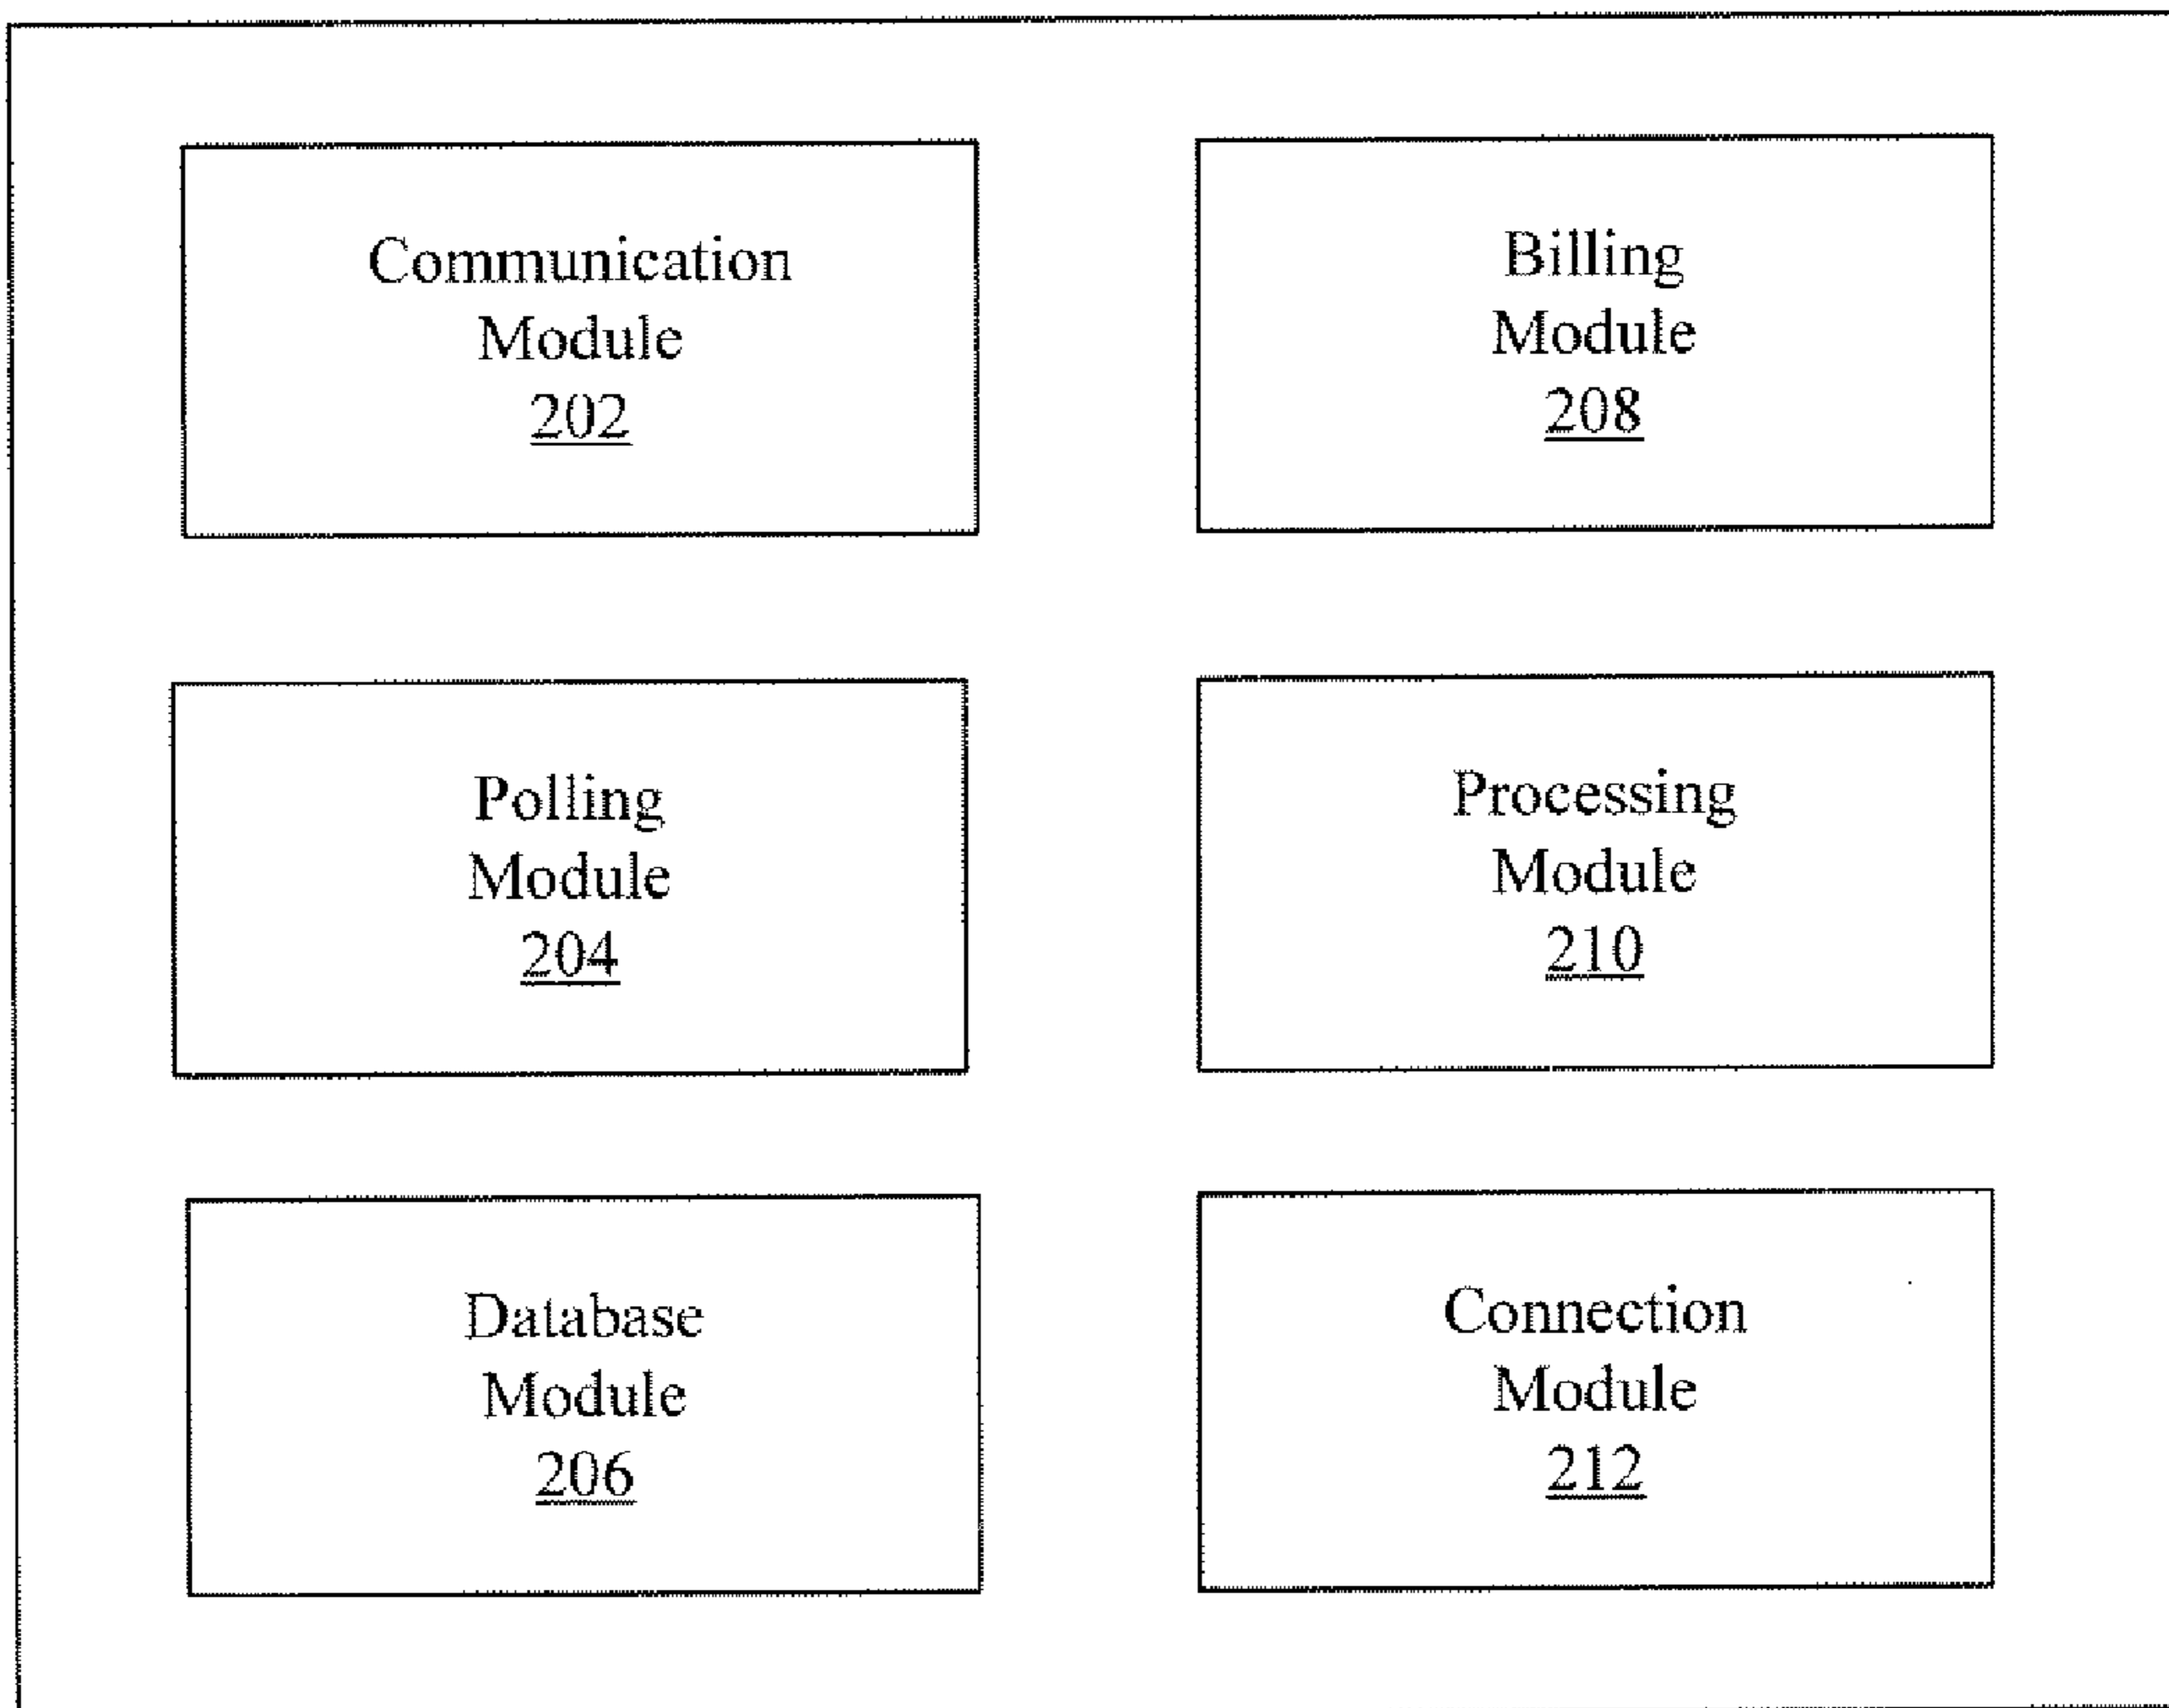 Communication
Module
202
Billing
Module
208
Polling
Module
204
Processing
Module
210
Database
Module
206
Connection
Module
212